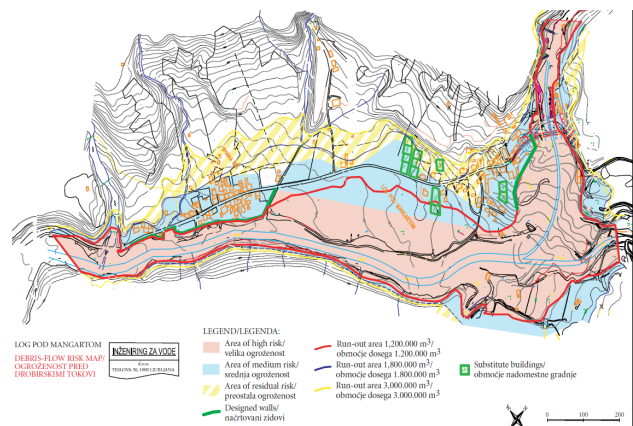 LOG POD MANGARTOM
LOG POD MANGARTOM
DEBRIS-FLOW RISK MAP/
OGROŽENOST PRED
DROBIRSKIMI TOKOVI
INŽENIRING ZA VODE
d.o.o.
TESLOVA 30, 1000 LJUBLJANA
LEGEND/LEGENDA:
Area of high risk/
velika ogroženost
Area of medium risk/
srednja ogroženost
Area of residual risk/
preostala ogroženost
Designed walls/
načrtovani zidovi
Run-out area 1,200.000 m³/
območje dosega 1.200.000 m³
Run-out area 1,800.000 m³/
obmocje dosega 1.800.000 m³
Run-out area 3,000.000 m³/
območje dosega 3.000.000 m³
Substitute buildings/
območje nadomestne gradnje
0 100 200